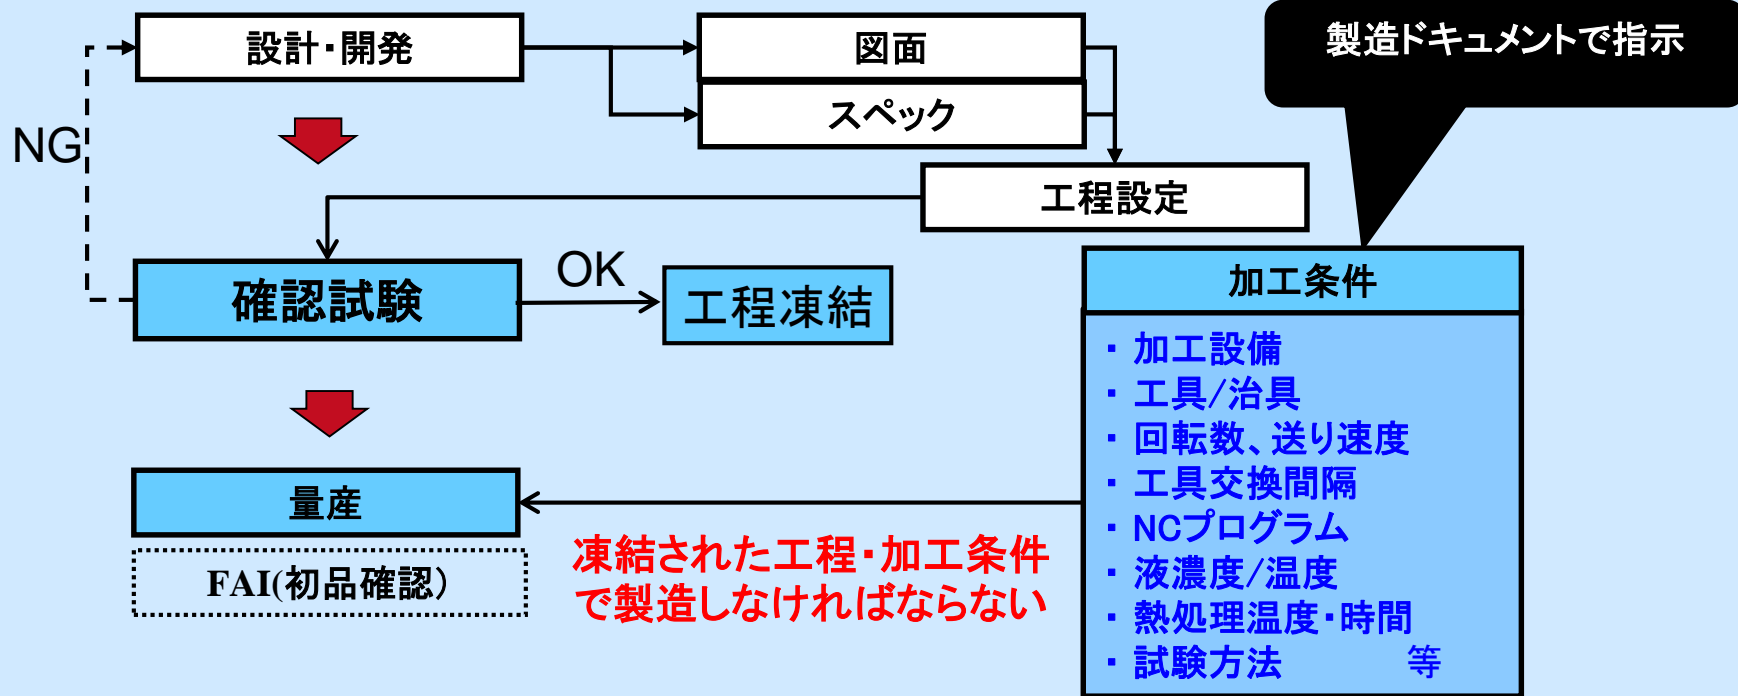 設計・開発
図面
製造ドキュメントで指示
スペック
NG
工程設定
確認試験
OK
工程凍結
加工条件
・ 加工設備
・ 工具/治具
・ 回転数、送り速度
・ 工具交換間隔
・ NCプログラム
・ 液濃度/温度
・ 熱処理温度・時間
・ 試験方法 等
量産
FAI(初品確認）
凍結された工程・加工条件
で製造しなければならない